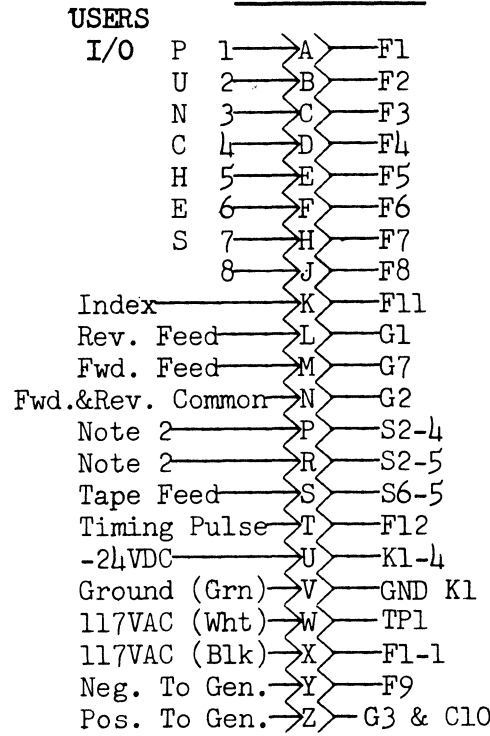 USERS
I/O P 1 A F1
U 2 B F2
N 3 C F3
C 4 D F4
H 5 E F5
E 6 F F6
S 7 H F7
8 J F8
Index K F11
Rev. Feed L G1
Fwd. Feed M G7
Fwd.&Rev. Common N G2
Note 2 P S2-4
Note 2 R S2-5
Tape Feed S S6-5
Timing Pulse T F12
-24VDC U K1-4
Ground (Grn) V GND K1
117VAC (Wht) W TP1
117VAC (Blk) X F1-1
Neg. To Gen. Y F9
Pos. To Gen. Z G3 & C10